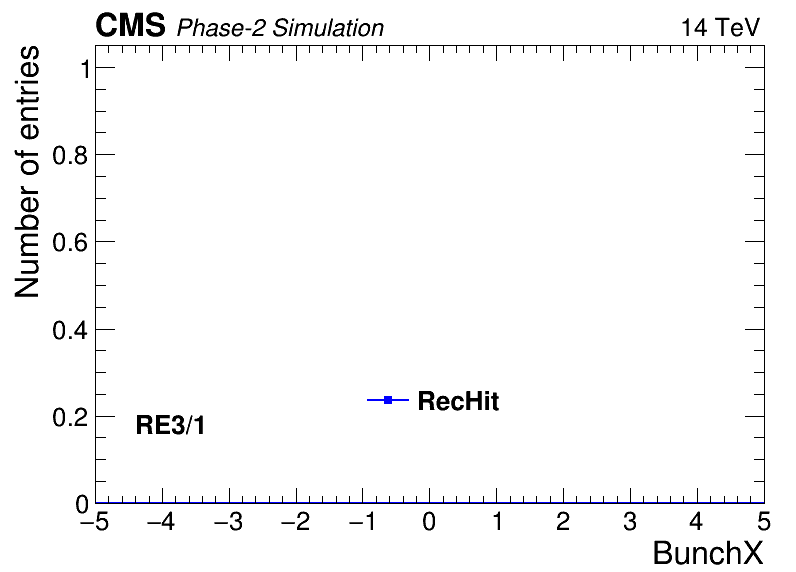 CMS Phase-2 Simulation 14 TeV
Number of entries
1
0.8
0.6
0.4
0.2
0
RecHit
RE3/1
−5 −4 −3 −2 −1 0 1 2 3 4 5
BunchX